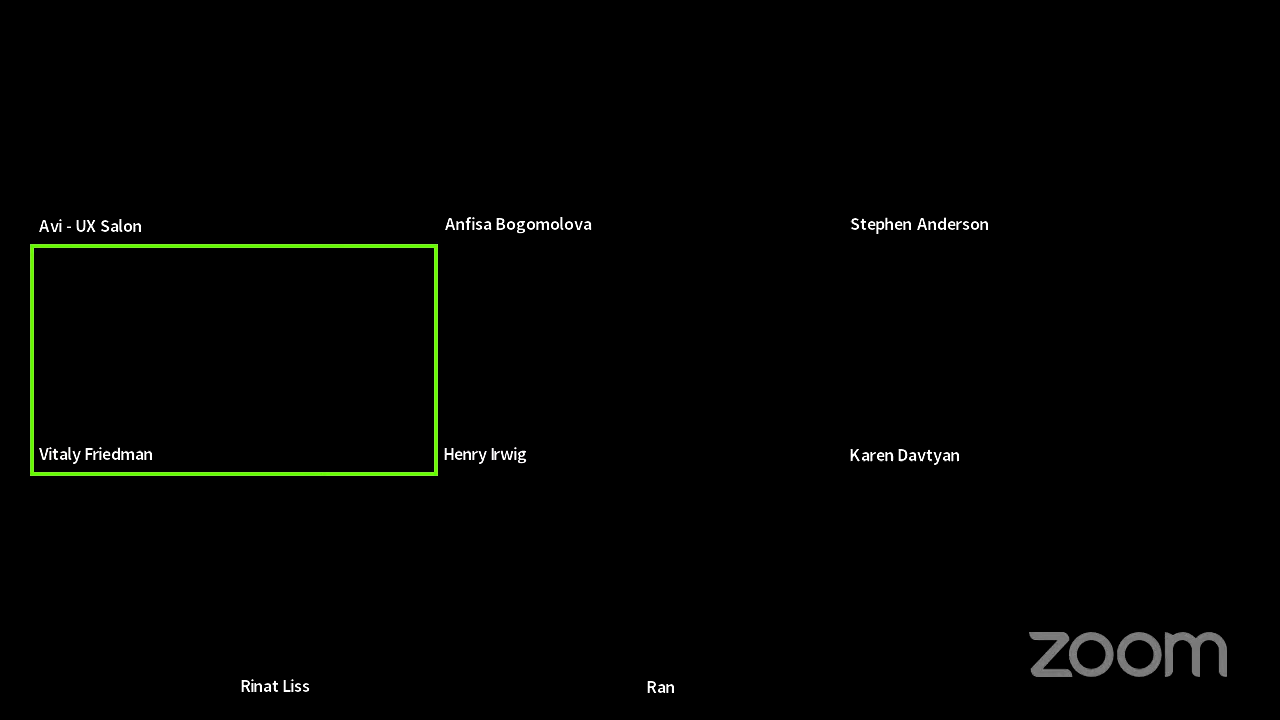 Avi - UX Salon
Anfisa Bogomolova
Stephen Anderson
Vitaly Friedman
Henry Irwig
Karen Davtyan
Rinat Liss
Ran
zoom